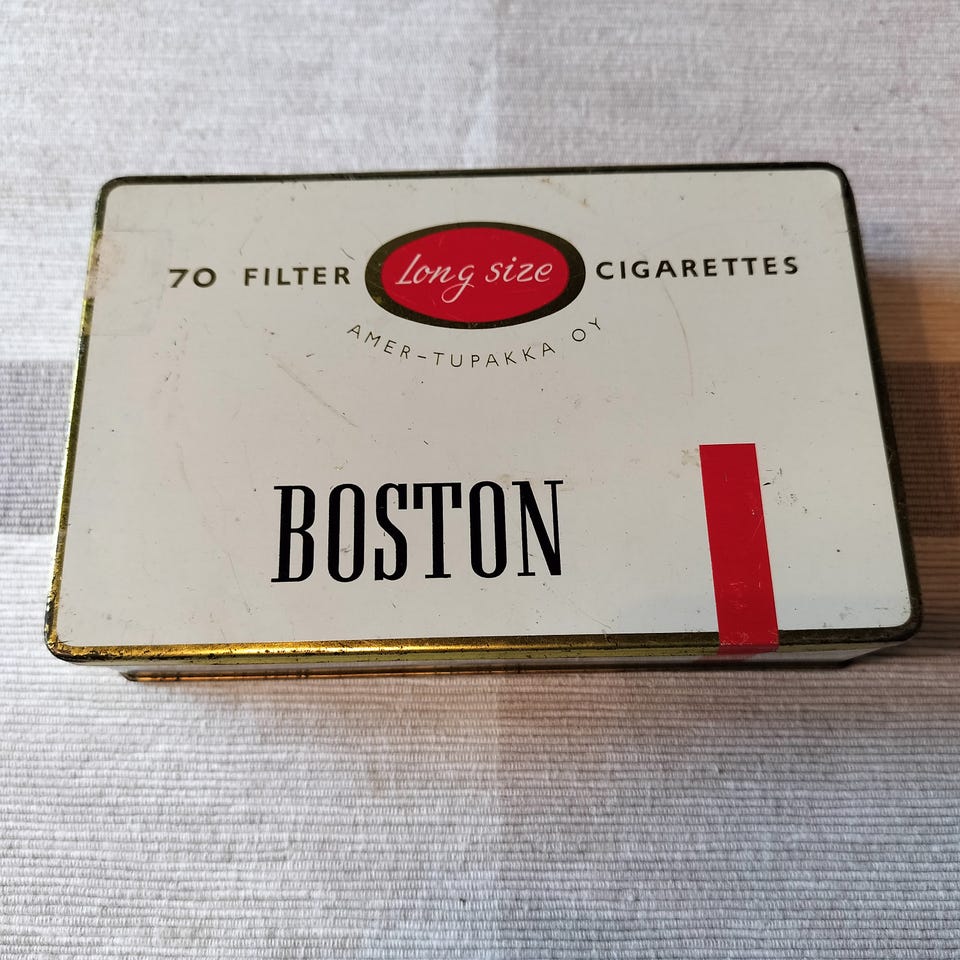 70 FILTER Long size CIGARETTES
AMER-TUPAKKA OY
BOSTON